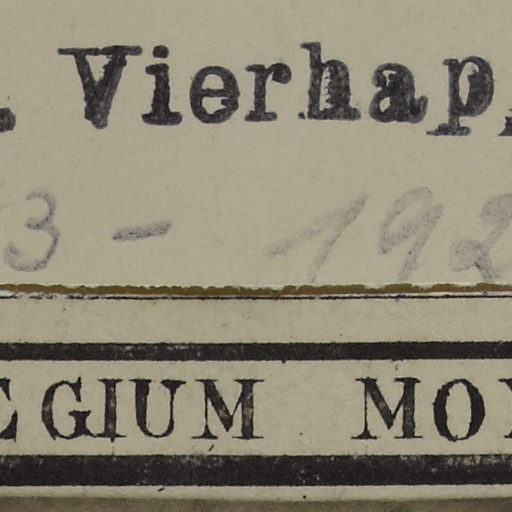 . Vierhap
3 - 192
EGIUM MO